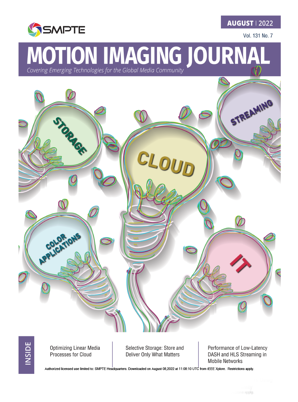 SMPTE
AUGUST | 2022
Vol. 131 No. 7
MOTION IMAGING JOURNAL
Covering Emerging Technologies for the Global Media Community
STREAMING
STORAGE
CLOUD
COLOR
APPLICATIONS
IT
INSIDE
Optimizing Linear Media
Processes for Cloud
Selective Storage: Store and
Deliver Only What Matters
Performance of Low-Latency
DASH and HLS Streaming in
Mobile Networks
Authorized licensed use limited to: SMPTE Headquarters. Downloaded on August 06,2022 at 11:08:10 UTC from IEEE Xplore. Restrictions apply.